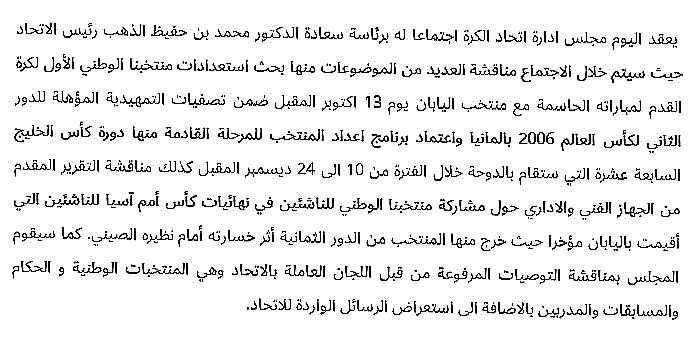 يعقد اليوم مجلس ادارة اتحاد الكرة اجتماعا له برئاسة سعادة الدكتور محمد بن حفيظ الذهب رئيس الاتحاد
حيث سيتم خلال الاجتماع مناقشة العديد من الموضوعات منها بحث استعدادات منتخبنا الوطني الأول لكرة
القدم لمباراته الحاسمة مع منتخب اليابان يوم 13 اكتوبر المقبل ضمن تصفيات التمهيدية المؤهلة للدور
الثاني لكأس العالم 2006 بالمانيا واعتماد برنامج اعداد المنتخب للمرحلة القادمة منها دورة كأس الخليج
السابعة عشرة التي ستقام بالدوحة خلال الفترة من 10 الى 24 ديسمبر المقبل كذلك مناقشة التقرير المقدم
من الجهاز الفني والاداري حول مشاركة منتخبنا الوطني للناشئين في نهائيات كأس أمم آسيا للناشئين التي
أقيمت باليابان مؤخرا حيث خرج منها المنتخب من الدور الثمانية أثر خسارته أمام نظيره الصيني. كما سيقوم
المجلس بمناقشة التوصيات المرفوعة من قبل اللجان العاملة بالاتحاد وهي المنتخبات الوطنية و الحكام
والمسابقات والمدربين بالاضافة الى استعراض الرسائل الواردة للاتحاد.